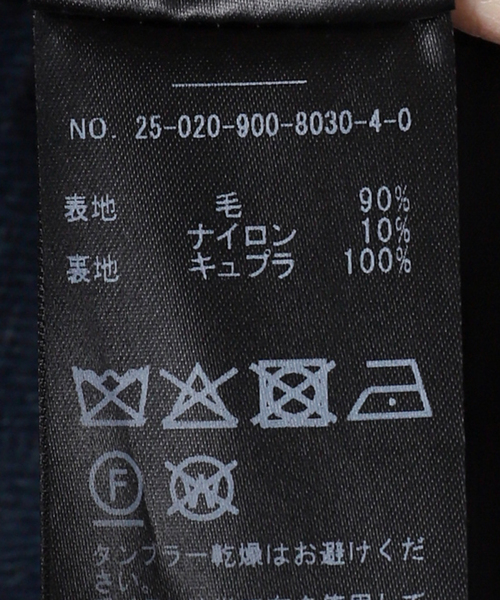 NO. 25-020-900-8030-4-0
表地 毛 90%
ナイロン 10%
裏地 キュプラ 100%
F
W
タンブラー乾燥はお避けくだ
さい。